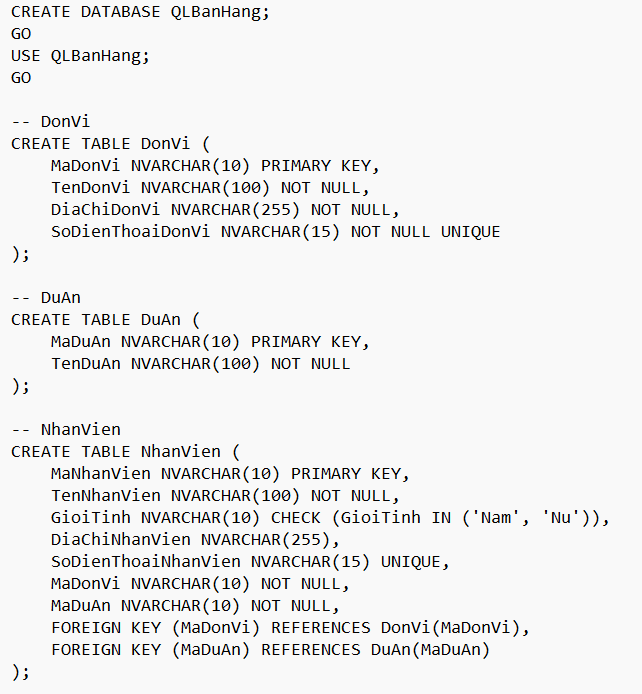 CREATE DATABASE QLBanHang;
GO
USE QLBanHang;
GO

-- DonVi
CREATE TABLE DonVi (
    MaDonVi NVARCHAR(10) PRIMARY KEY,
    TenDonVi NVARCHAR(100) NOT NULL,
    DiaChiDonVi NVARCHAR(255) NOT NULL,
    SoDienThoaiDonVi NVARCHAR(15) NOT NULL UNIQUE
);

-- DuAn
CREATE TABLE DuAn (
    MaDuAn NVARCHAR(10) PRIMARY KEY,
    TenDuAn NVARCHAR(100) NOT NULL
);

-- NhanVien
CREATE TABLE NhanVien (
    MaNhanVien NVARCHAR(10) PRIMARY KEY,
    TenNhanVien NVARCHAR(100) NOT NULL,
    GioiTinh NVARCHAR(10) CHECK (GioiTinh IN ('Nam', 'Nu')),
    DiaChiNhanVien NVARCHAR(255),
    SoDienThoaiNhanVien NVARCHAR(15) UNIQUE,
    MaDonVi NVARCHAR(10) NOT NULL,
    MaDuAn NVARCHAR(10) NOT NULL,
    FOREIGN KEY (MaDonVi) REFERENCES DonVi(MaDonVi),
    FOREIGN KEY (MaDuAn) REFERENCES DuAn(MaDuAn)
);